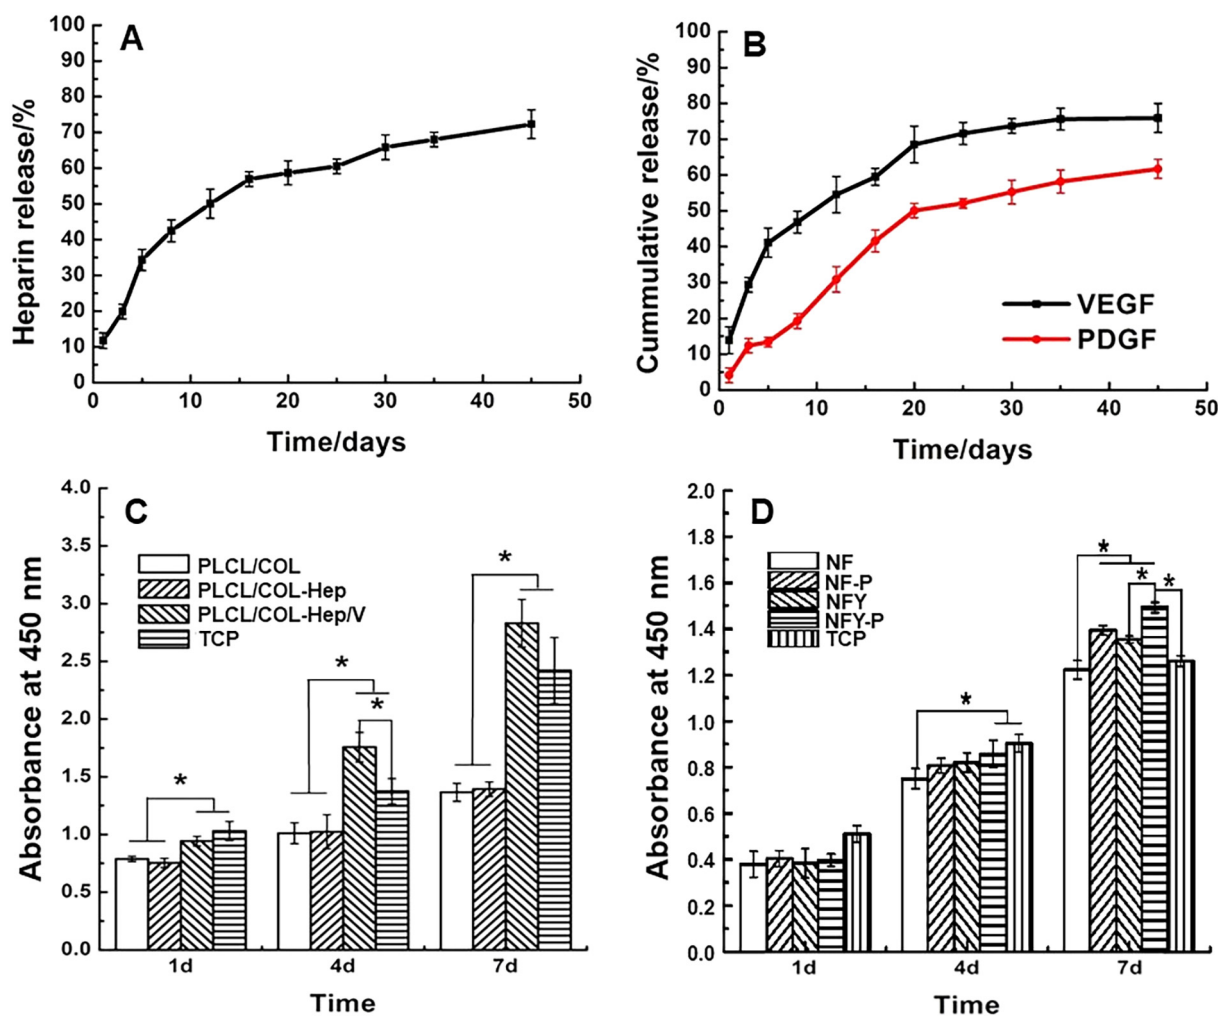 A
Heparin release/%
100
90
80
70
60
50
40
30
20
10
0
0 10 20 30 40 50
Time/days
B
Cummulative release/%
100
90
80
70
60
50
40
30
20
10
0
VEGF
PDGF
0 10 20 30 40 50
Time/days
C
Absorbance at 450 nm
4.0
3.5
3.0
2.5
2.0
1.5
1.0
0.5
0.0
PLCL/COL
PLCL/COL-Hep
PLCL/COL-Hep/V
TCP
*
*
*
*
1d 4d 7d
Time
D
Absorbance at 450 nm
2.0
1.8
1.6
1.4
1.2
1.0
0.8
0.6
0.4
0.2
0.0
NF
NF-P
NFY
NFY-P
TCP
*
* *
*
1d 4d 7d
Time